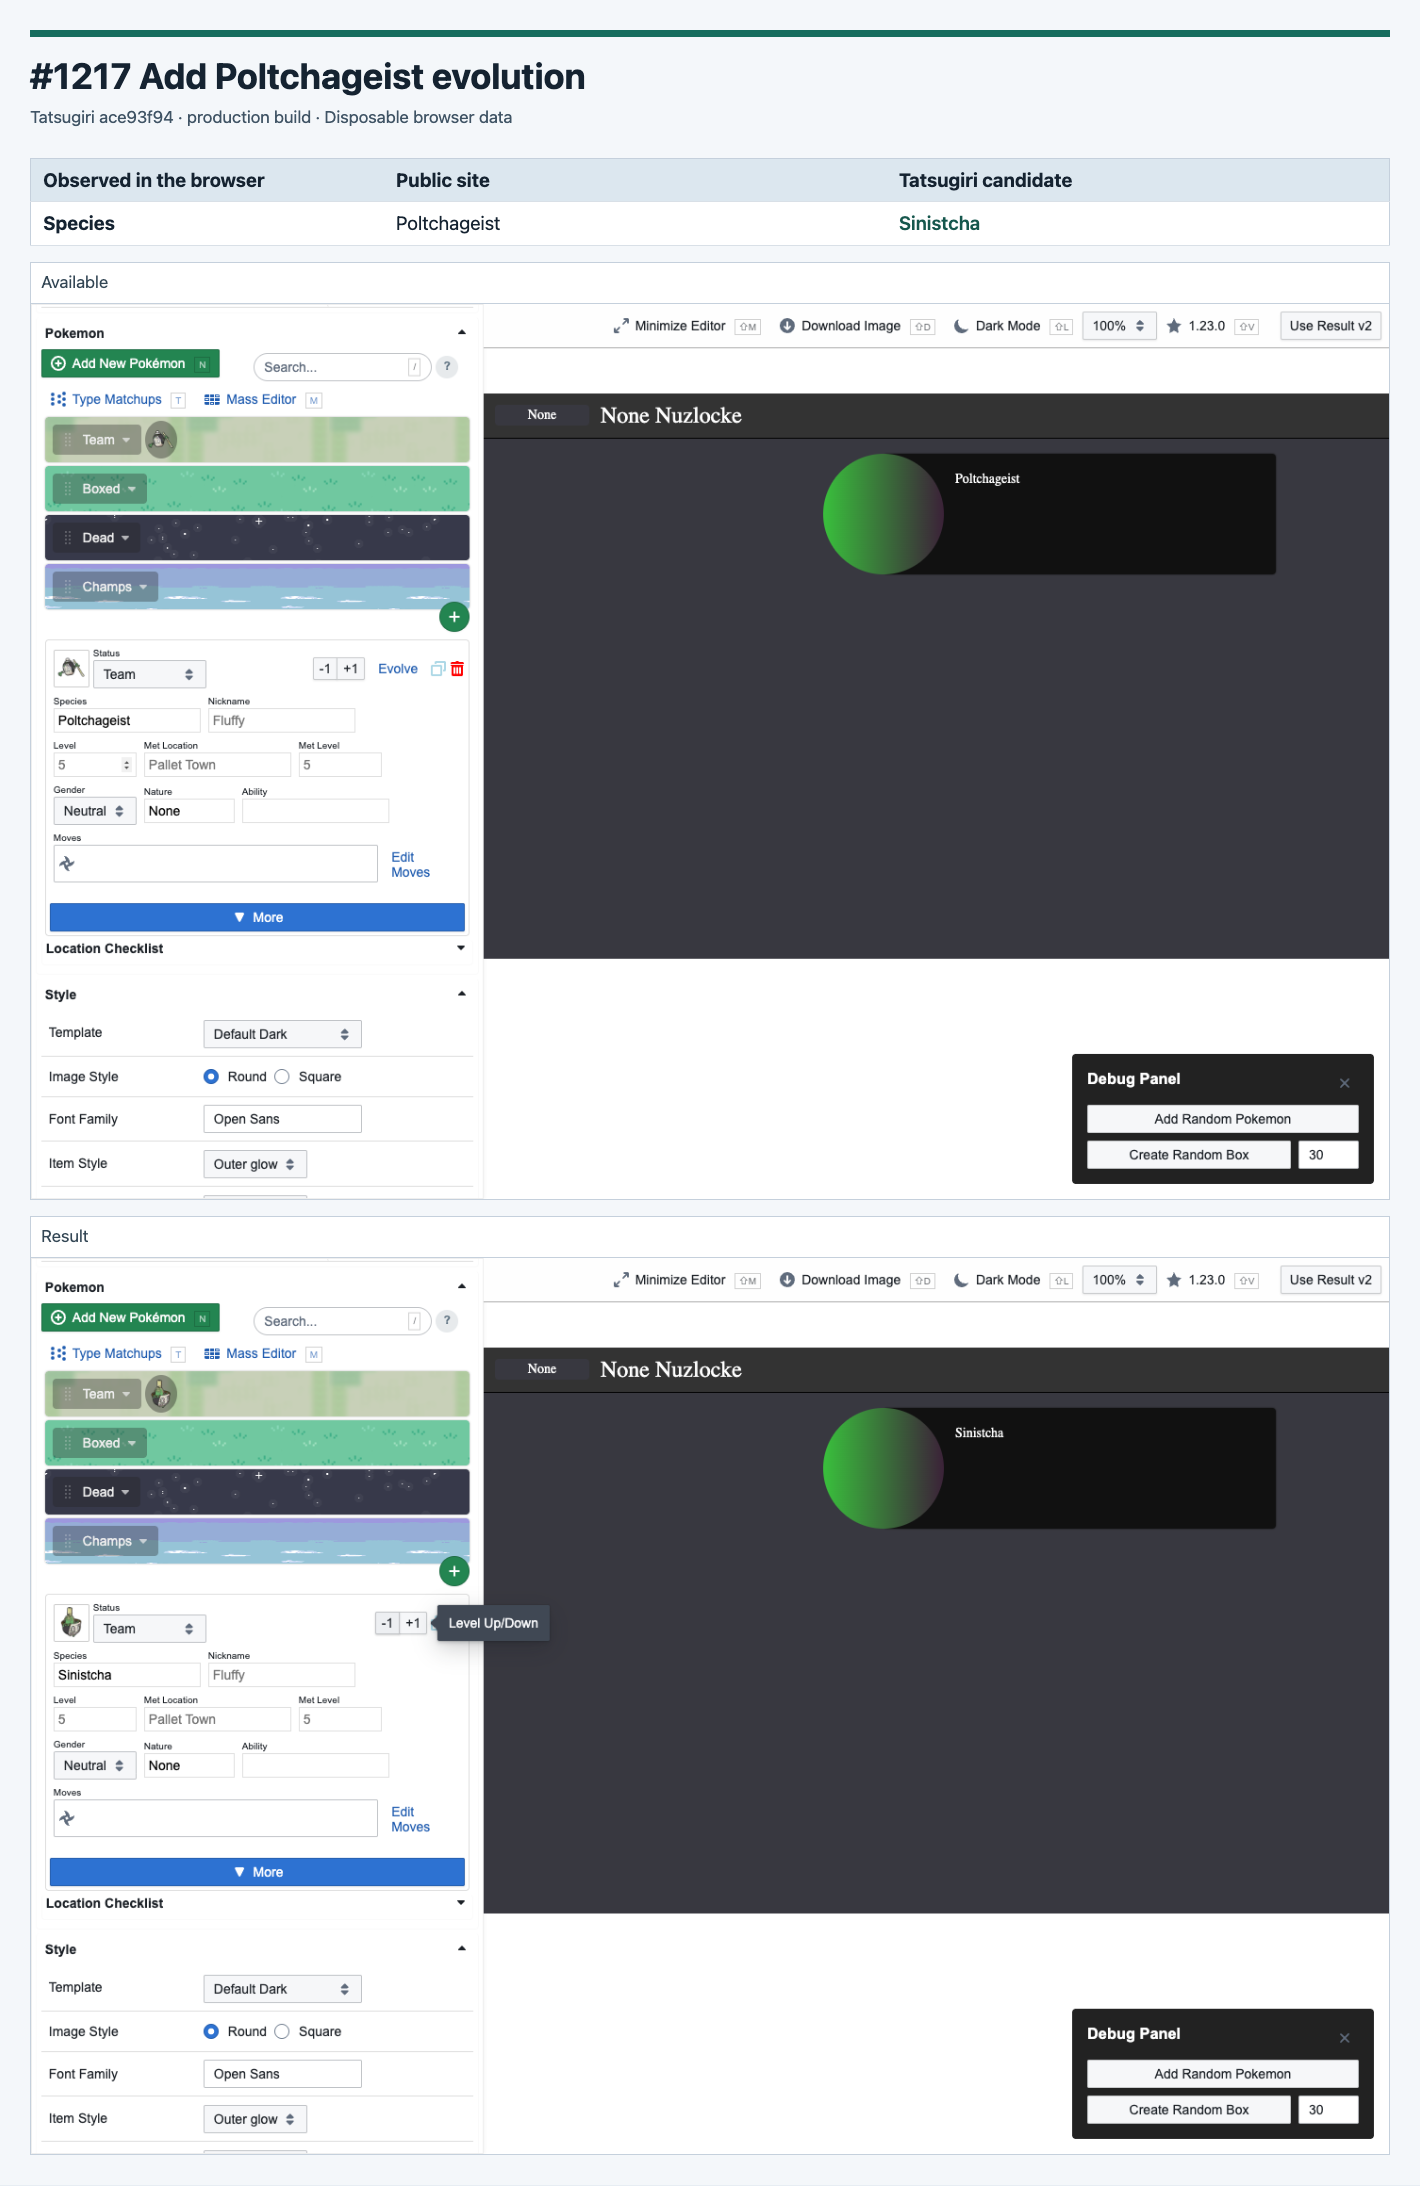 #1217 Add Poltchageist evolution
Tatsugiri ace93f94 · production build · Disposable browser data
Observed in the browser Public site Tatsugiri candidate
Species Poltchageist Sinistcha
Available
Pokemon
Minimize Editor ⇧M Download Image ⇧D Dark Mode ⇧L 100% 1.23.0 ⇧V Use Result v2
Add New Pokémon N Search... / ?
Type Matchups T Mass Editor M
None None Nuzlocke
Team
Poltchageist
Boxed
Dead
Champs
+
Status
Team -1 +1 Evolve
Species Nickname
Poltchageist Fluffy
Level Met Location Met Level
5 Pallet Town 5
Gender Nature Ability
Neutral None
Moves
Edit
Moves
More
Location Checklist
Style
Template Default Dark
Image Style Round Square
Font Family Open Sans
Item Style Outer glow
Debug Panel ×
Add Random Pokemon
Create Random Box 30
Result
Pokemon
Minimize Editor ⇧M Download Image ⇧D Dark Mode ⇧L 100% 1.23.0 ⇧V Use Result v2
Add New Pokémon N Search... / ?
Type Matchups T Mass Editor M
None None Nuzlocke
Team
Sinistcha
Boxed
Dead
Champs
+
Status
Team -1 +1 Level Up/Down
Species Nickname
Sinistcha Fluffy
Level Met Location Met Level
5 Pallet Town 5
Gender Nature Ability
Neutral None
Moves
Edit
Moves
More
Location Checklist
Style
Template Default Dark
Image Style Round Square
Font Family Open Sans
Item Style Outer glow
Debug Panel ×
Add Random Pokemon
Create Random Box 30